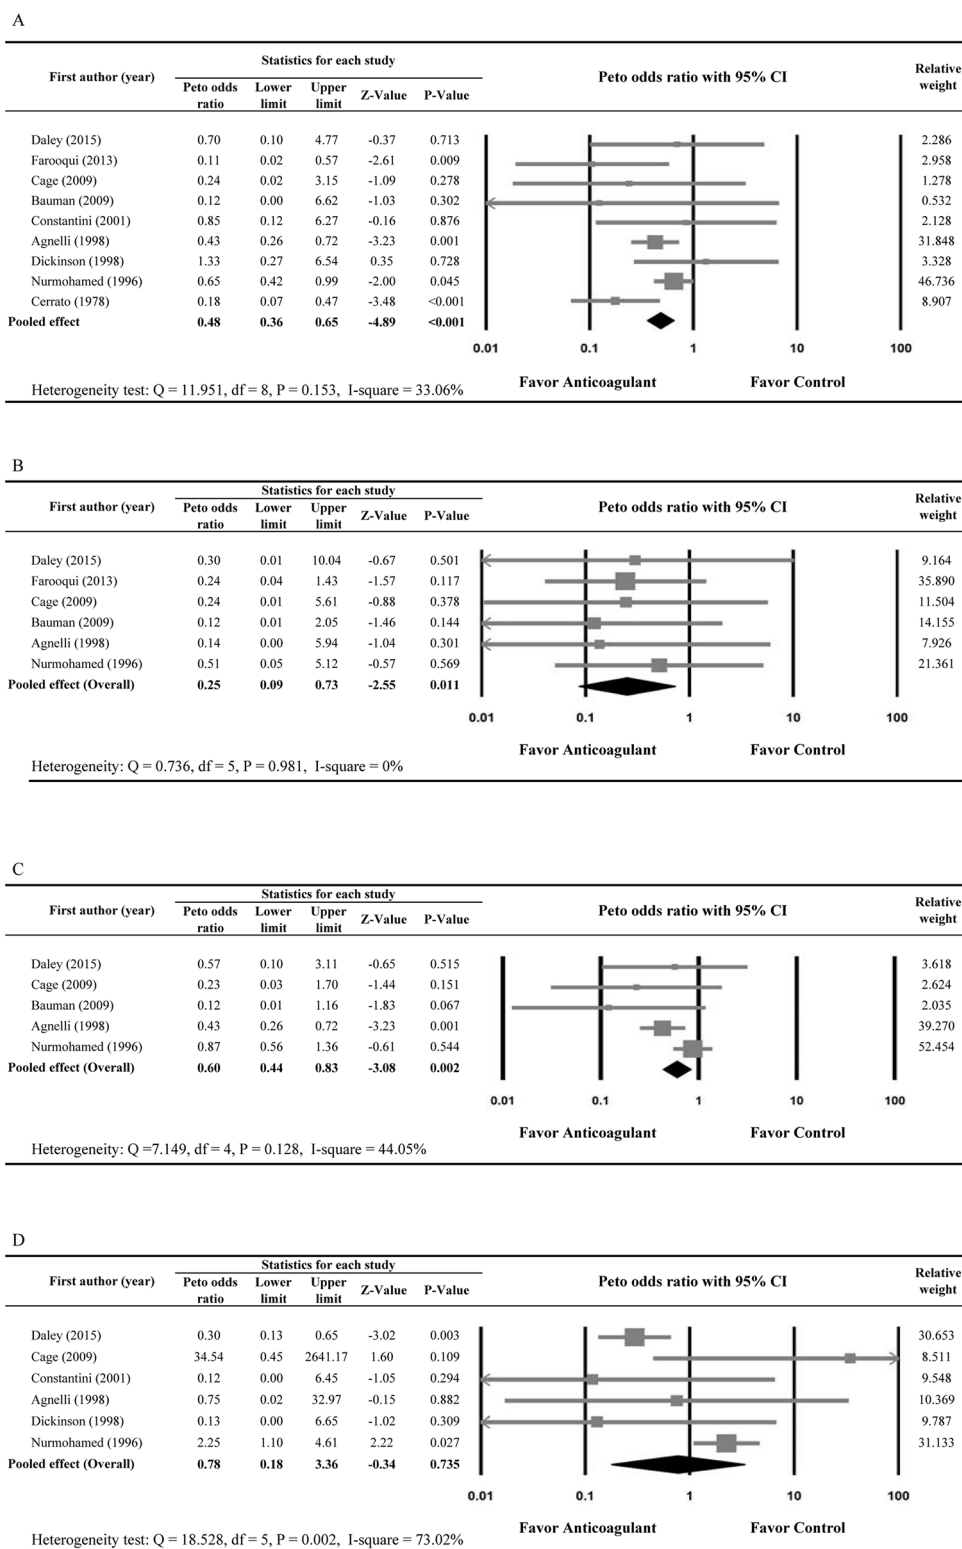 A
First author (year) Statistics for each study Peto odds ratio with 95% CI Relative weight
Peto odds ratio Lower limit Upper limit Z-Value P-Value
Daley (2015) 0.70 0.10 4.77 -0.37 0.713 2.286
Farooqui (2013) 0.11 0.02 0.57 -2.61 0.009 2.958
Cage (2009) 0.24 0.02 3.15 -1.09 0.278 1.278
Bauman (2009) 0.12 0.00 6.62 -1.03 0.302 0.532
Constantini (2001) 0.85 0.12 6.27 -0.16 0.876 2.128
Agnelli (1998) 0.43 0.26 0.72 -3.23 0.001 31.848
Dickinson (1998) 1.33 0.27 6.54 0.35 0.728 3.328
Nurmohamed (1996) 0.65 0.42 0.99 -2.00 0.045 46.736
Cerrato (1978) 0.18 0.07 0.47 -3.48 <0.001 8.907
Pooled effect 0.48 0.36 0.65 -4.89 <0.001
0.01 0.1 1 10 100
Favor Anticoagulant Favor Control
Heterogeneity test: Q = 11.951, df = 8, P = 0.153, I-square = 33.06%
B
First author (year) Statistics for each study Peto odds ratio with 95% CI Relative weight
Peto odds ratio Lower limit Upper limit Z-Value P-Value
Daley (2015) 0.30 0.01 10.04 -0.67 0.501 9.164
Farooqui (2013) 0.24 0.04 1.43 -1.57 0.117 35.890
Cage (2009) 0.24 0.01 5.61 -0.88 0.378 11.504
Bauman (2009) 0.12 0.01 2.05 -1.46 0.144 14.155
Agnelli (1998) 0.14 0.00 5.94 -1.04 0.301 7.926
Nurmohamed (1996) 0.51 0.05 5.12 -0.57 0.569 21.361
Pooled effect (Overall) 0.25 0.09 0.73 -2.55 0.011
0.01 0.1 1 10 100
Favor Anticoagulant Favor Control
Heterogeneity: Q = 0.736, df = 5, P = 0.981, I-square = 0%
C
First author (year) Statistics for each study Peto odds ratio with 95% CI Relative weight
Peto odds ratio Lower limit Upper limit Z-Value P-Value
Daley (2015) 0.57 0.10 3.11 -0.65 0.515 3.618
Cage (2009) 0.23 0.03 1.70 -1.44 0.151 2.624
Bauman (2009) 0.12 0.01 1.16 -1.83 0.067 2.035
Agnelli (1998) 0.43 0.26 0.72 -3.23 0.001 39.270
Nurmohamed (1996) 0.87 0.56 1.36 -0.61 0.544 52.454
Pooled effect (Overall) 0.60 0.44 0.83 -3.08 0.002
0.01 0.1 1 10 100
Favor Anticoagulant Favor Control
Heterogeneity: Q =7.149, df = 4, P = 0.128, I-square = 44.05%
D
First author (year) Statistics for each study Peto odds ratio with 95% CI Relative weight
Peto odds ratio Lower limit Upper limit Z-Value P-Value
Daley (2015) 0.30 0.13 0.65 -3.02 0.003 30.653
Cage (2009) 34.54 0.45 2641.17 1.60 0.109 8.511
Constantini (2001) 0.12 0.00 6.45 -1.05 0.294 9.548
Agnelli (1998) 0.75 0.02 32.97 -0.15 0.882 10.369
Dickinson (1998) 0.13 0.00 6.65 -1.02 0.309 9.787
Nurmohamed (1996) 2.25 1.10 4.61 2.22 0.027 31.133
Pooled effect (Overall) 0.78 0.18 3.36 -0.34 0.735
0.01 0.1 1 10 100
Favor Anticoagulant Favor Control
Heterogeneity test: Q = 18.528, df = 5, P = 0.002, I-square = 73.02%